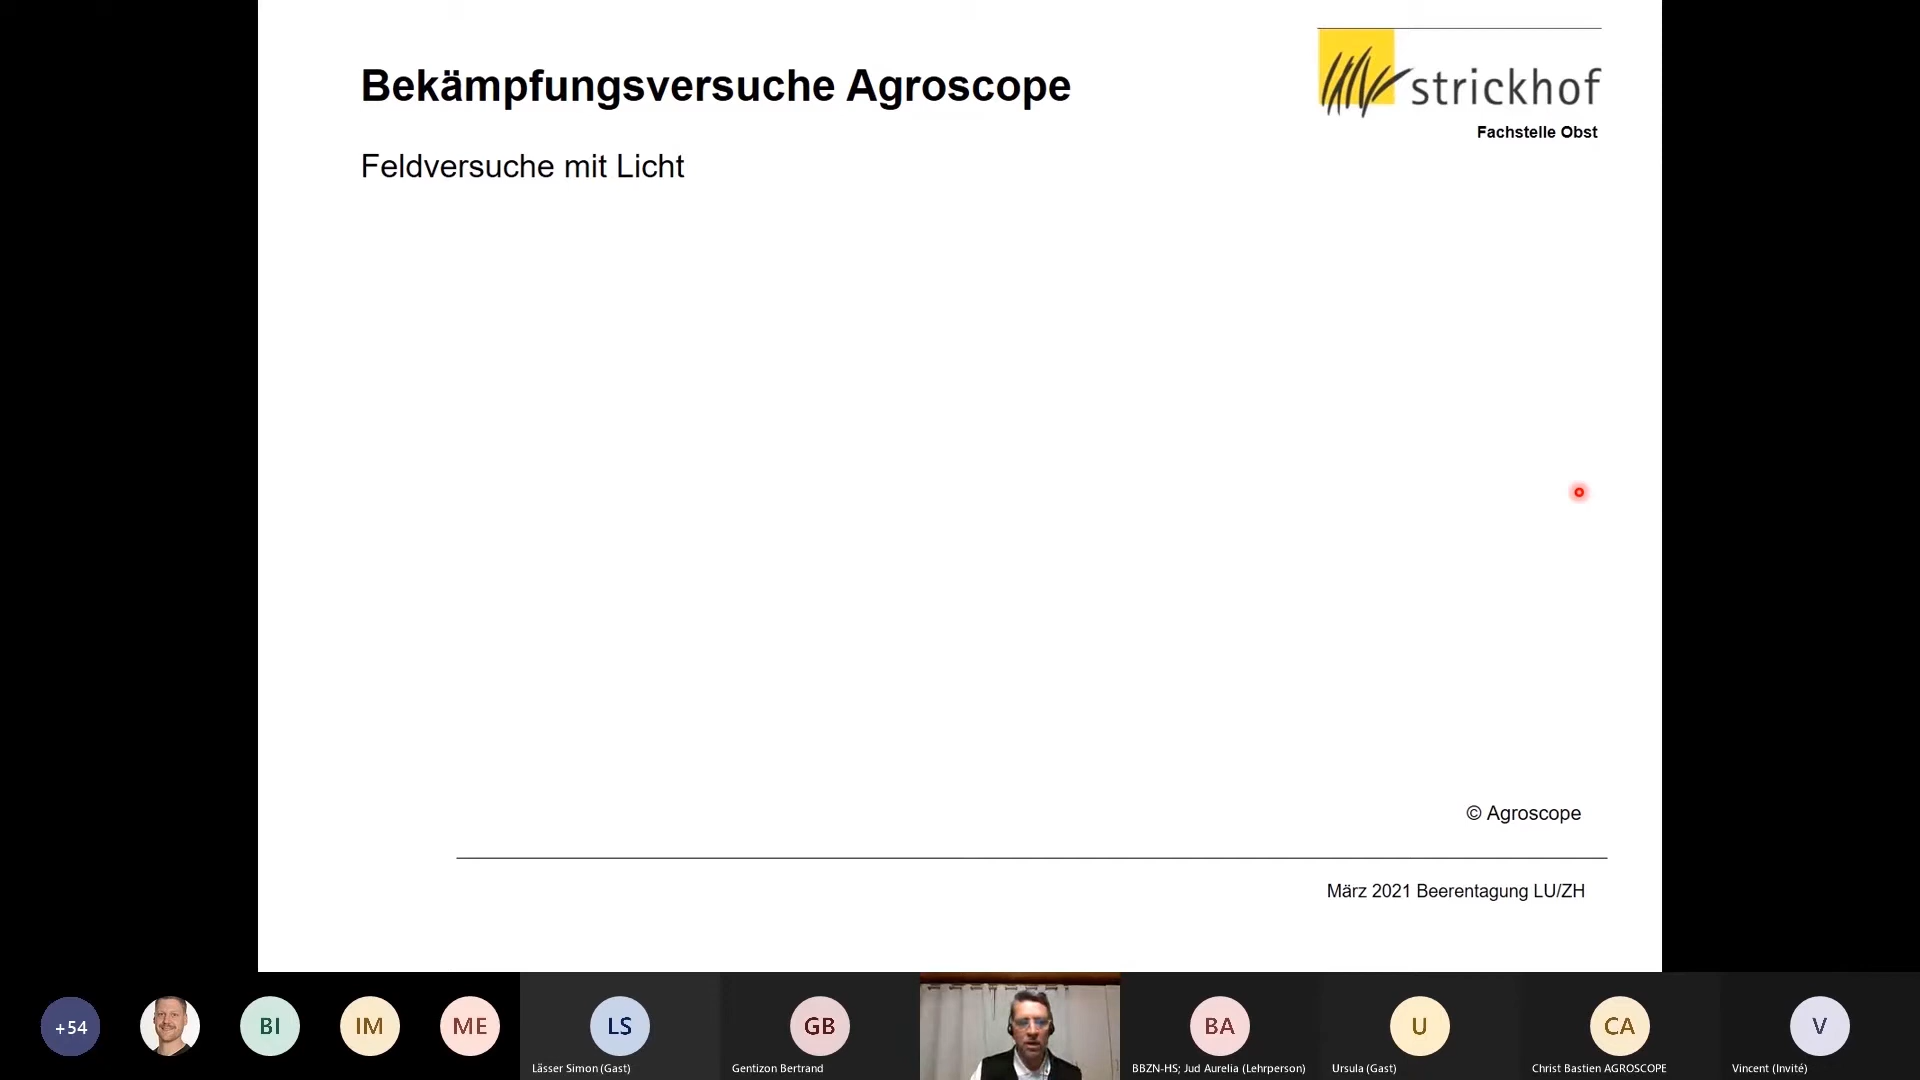 Bekämpfungsversuche Agroscope
strickhof
Fachstelle Obst
Feldversuche mit Licht
© Agroscope
März 2021 Beerentagung LU/ZH
+54
BI
IM
ME
LS
GB
BA
U
CA
V
Lässer Simon (Gast)
Gentizon Bertrand
BBZN-HS; Jud Aurelia (Lehrperson)
Ursula (Gast)
Christ Bastien AGROSCOPE
Vincent (Invité)